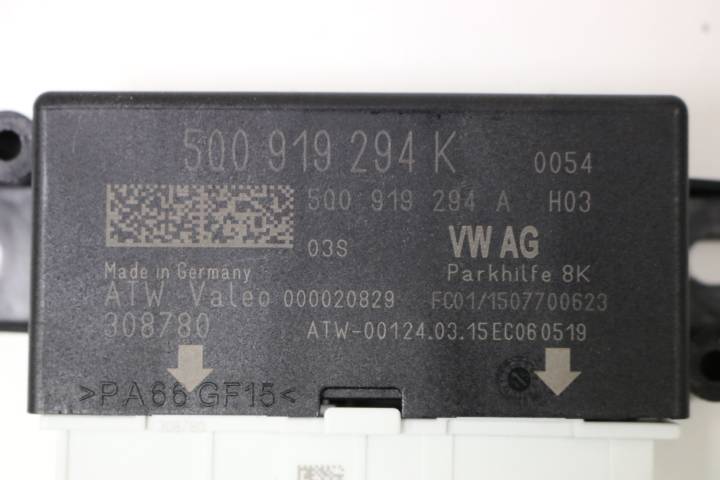 5Q0 919 294 K 0054
5Q0 919 294 A H03
03S VW AG
Made in Germany Parkhilfe 8K
ATW Valeo 000020829 FC01/1507700623
308780 ATW-00124.03.15EC060519
>PA66 GF15<
308780